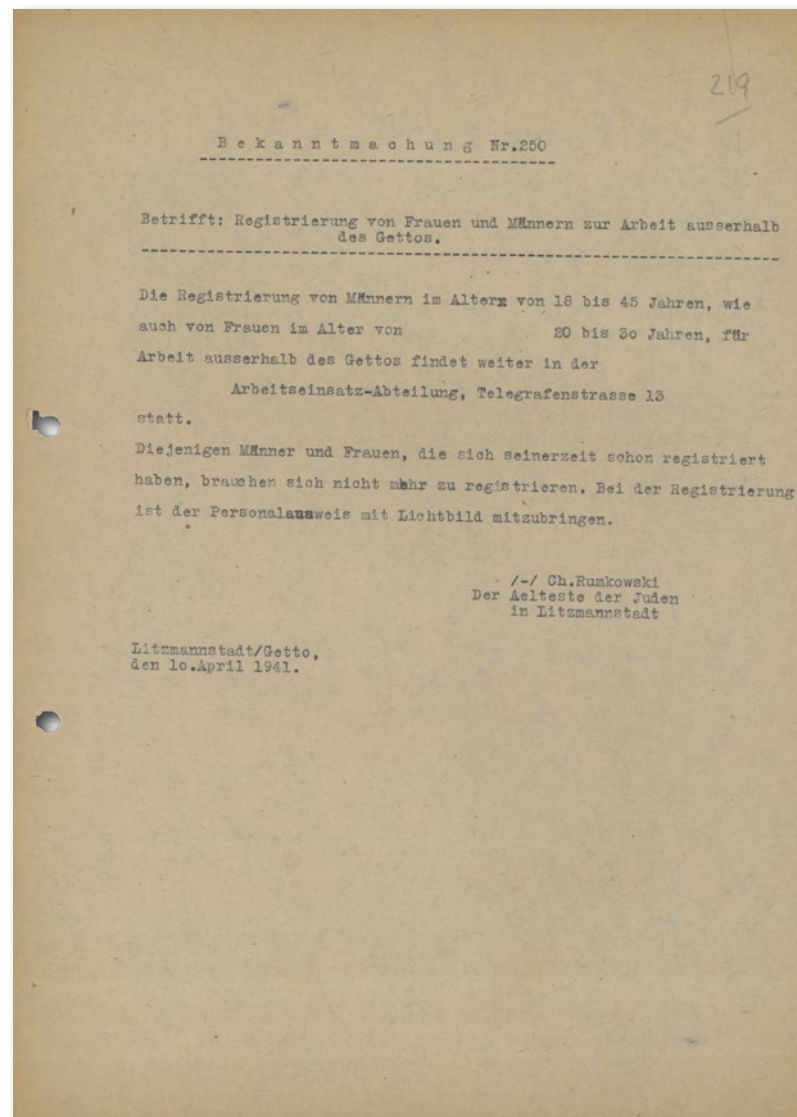 219
Bekanntmachung Nr.250
Betrifft: Registrierung von Frauen und Männern zur Arbeit ausserhalb
des Gettos.
Die Registrierung von Männern im Alterx von 18 bis 45 Jahren, wie
auch von Frauen im Alter von 20 bis 3o Jahren, für
Arbeit ausserhalb des Gettos findet weiter in der
Arbeitseinsatz-Abteilung, Telegrafenstrasse 13
statt.
Diejenigen Männer und Frauen, die sich seinerzeit schon registriert
haben, brauchen sich nicht mehr zu registrieren. Bei der Registrierung
ist der Personalausweis mit Lichtbild mitzubringen.
/-/ Ch.Rumkowski
Der Aelteste der Juden
in Litzmannstadt
Litzmannstadt/Getto,
den 1o.April 1941.